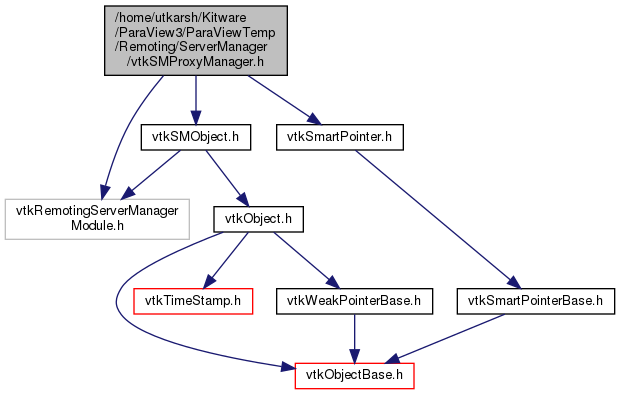 /home/utkarsh/Kitware
/ParaView3/ParaViewTemp
/Remoting/ServerManager
/vtkSMProxyManager.h
vtkSMObject.h
vtkSmartPointer.h
vtkRemotingServerManager
Module.h
vtkObject.h
vtkTimeStamp.h
vtkWeakPointerBase.h
vtkSmartPointerBase.h
vtkObjectBase.h